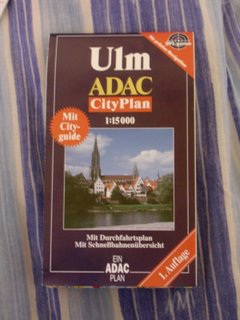 Ulm
ADAC
CityPlan
1:15 000
Mit
City-
guide
Mit Durchfahrtsplan
Mit Schnellbahnenübersicht
EIN
ADAC
PLAN
1. Auflage